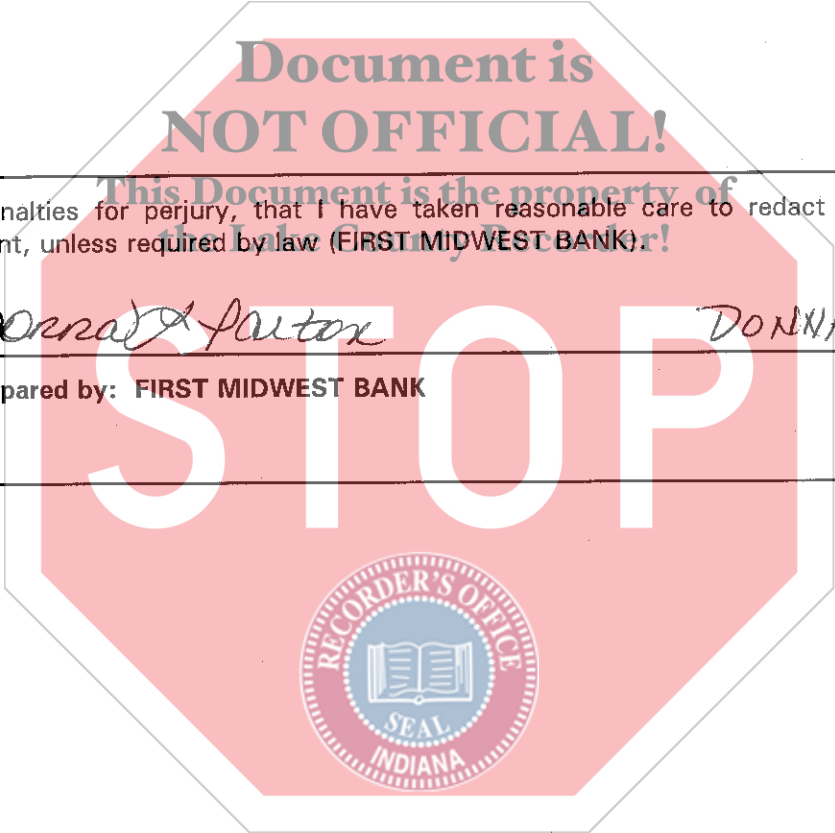 Document is
NOT OFFICIAL!
This Document is the property of
the Lake County Recorder!
nalties for perjury, that I have taken reasonable care to redact
nt, unless required by law (FIRST MIDWEST BANK).
DONNA
pared by: FIRST MIDWEST BANK
STOP
RECORDER'S OFFICE
SEAL
INDIANA